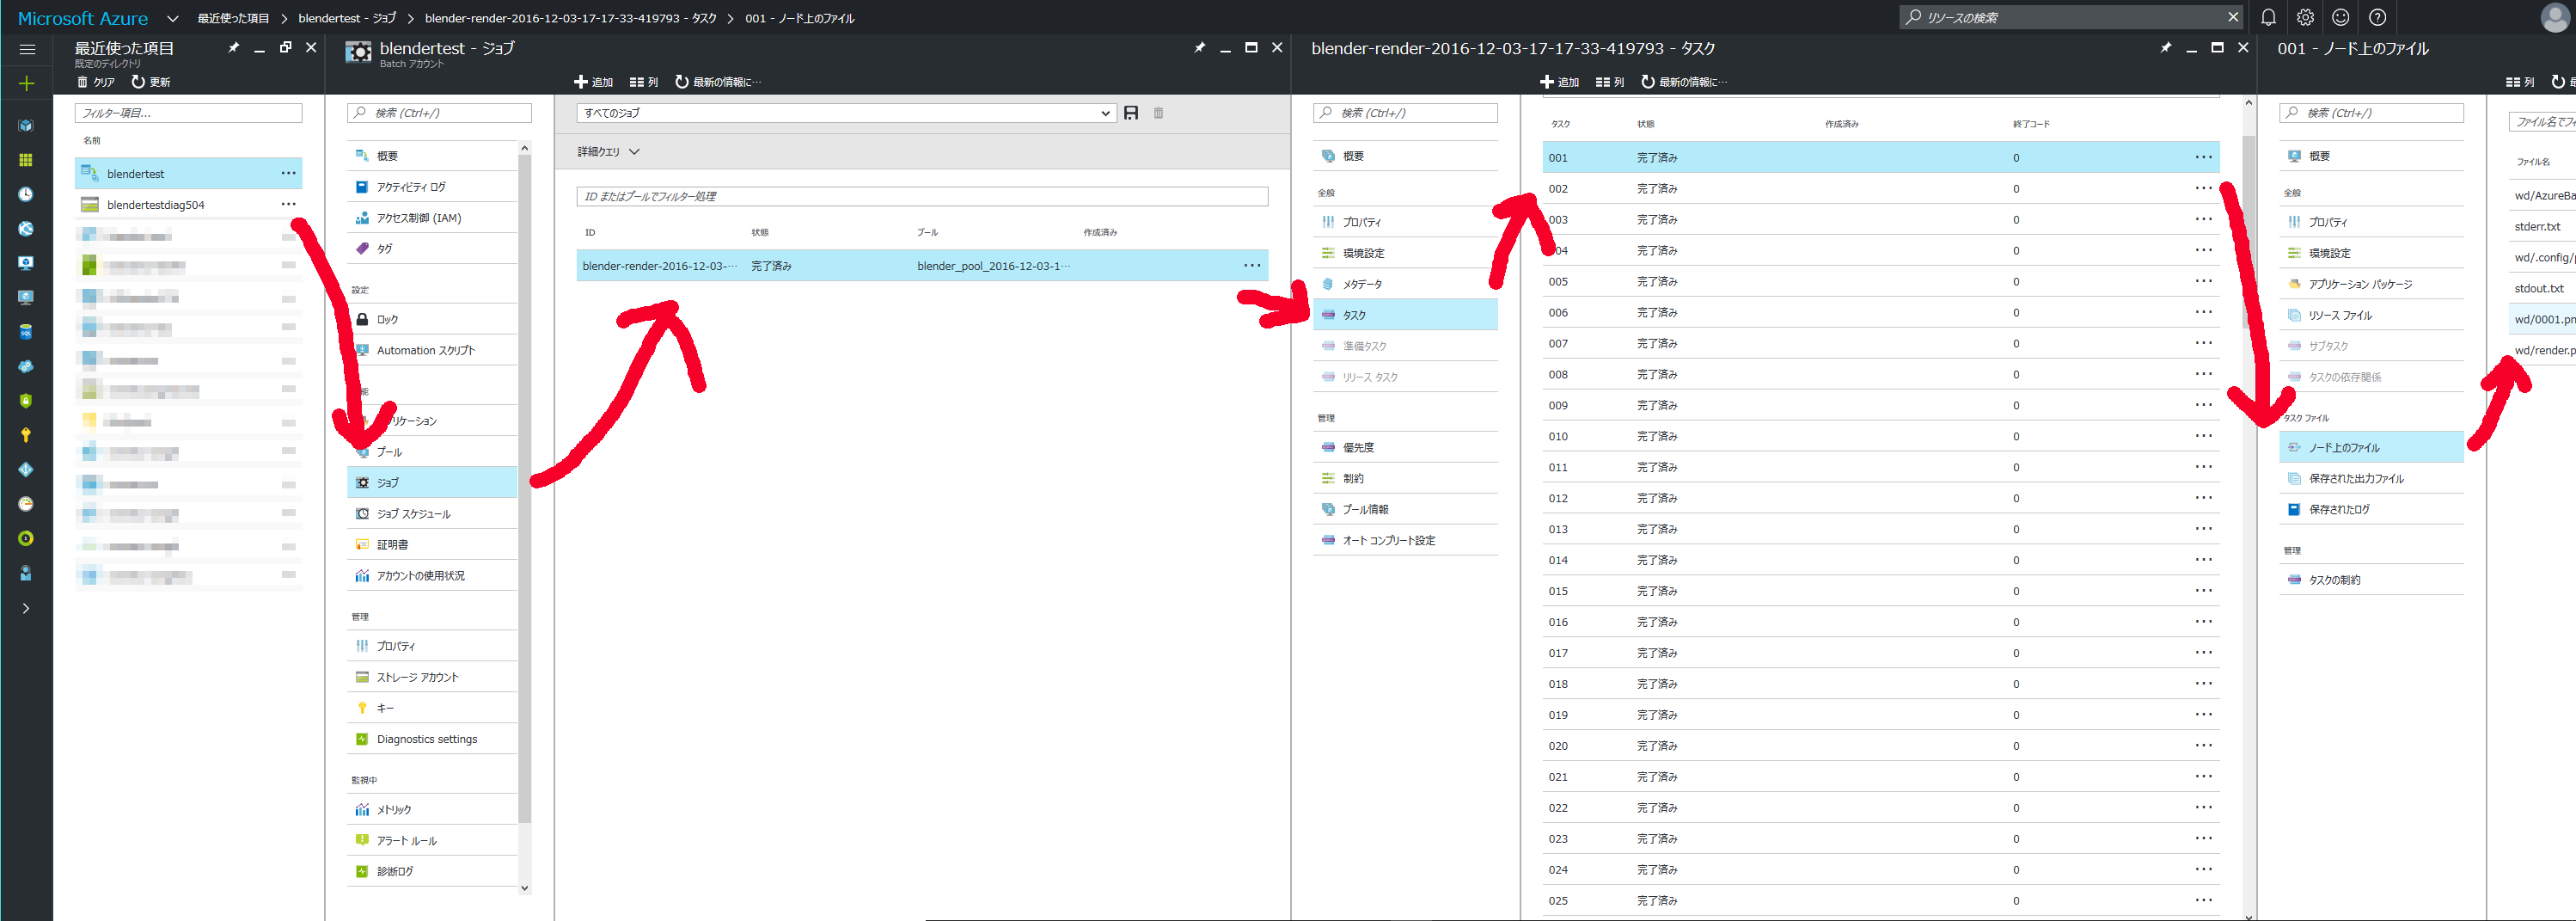 Microsoft Azure 最近使った項目 > blendertest - ジョブ > blender-render-2016-12-03-17-17-33-419793 - タスク > 001 - ノード上のファイル
リソースの検索
最近使った項目
既定のディレクトリ
クリア 更新
フィルター項目...
名前
blendertest ...
blendertestdiag504 ...
blendertest - ジョブ
Batch アカウント
追加 列 最新の情報に…
検索 (Ctrl+/)
概要
アクティビティ ログ
アクセス制御 (IAM)
タグ
設定
ロック
Automation スクリプト
プール
ジョブ
ジョブ スケジュール
証明書
アカウントの使用状況
管理
プロパティ
ストレージ アカウント
キー
Diagnostics settings
監視中
メトリック
アラート ルール
診断ログ
すべてのジョブ
詳細クエリ
ID またはプールでフィルター処理
ID 状態 プール 作成済み
blender-render-2016-12-03-… 完了済み blender_pool_2016-12-03-1… ...
blender-render-2016-12-03-17-17-33-419793 - タスク
追加 列 最新の情報に…
検索 (Ctrl+/)
概要
全般
プロパティ
環境設定
メタデータ
タスク
準備タスク
リリース タスク
管理
優先度
制約
プール情報
オート コンプリート設定
タスク 状態 作成済み 終了コード
001 完了済み 0 ...
002 完了済み 0 ...
003 完了済み 0 ...
04 完了済み 0 ...
005 完了済み 0 ...
006 完了済み 0 ...
007 完了済み 0 ...
008 完了済み 0 ...
009 完了済み 0 ...
010 完了済み 0 ...
011 完了済み 0 ...
012 完了済み 0 ...
013 完了済み 0 ...
014 完了済み 0 ...
015 完了済み 0 ...
016 完了済み 0 ...
017 完了済み 0 ...
018 完了済み 0 ...
019 完了済み 0 ...
020 完了済み 0 ...
021 完了済み 0 ...
022 完了済み 0 ...
023 完了済み 0 ...
024 完了済み 0 ...
025 完了済み 0 ...
001 - ノード上のファイル
列
検索 (Ctrl+/)
概要
全般
プロパティ
環境設定
アプリケーション パッケージ
リソース ファイル
サブタスク
タスクの依存関係
タスク ファイル
ノード上のファイル
保存された出力ファイル
保存されたログ
管理
タスクの制約
ファイル名でフ
ファイル名
wd/AzureBa
stderr.txt
wd/.config/
stdout.txt
wd/0001.pn
wd/render.p